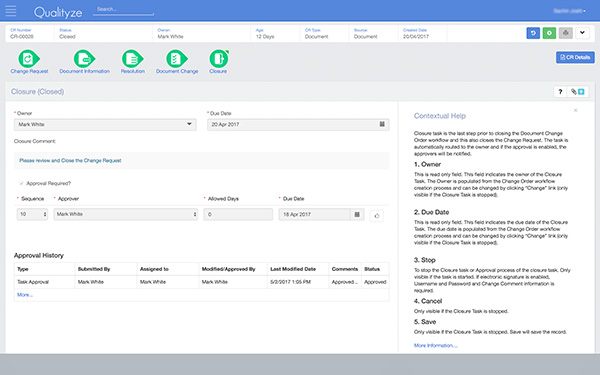 Qualityze
Search...
CR Number Status: Owner: Age: CR Type: Source: Created Date
CR-00028 Closed Mark White 12 Days Document Document 20/04/2017
Change Request Document Information Resolution Document Change Closure
CR Details
Closure (Closed)
?
* Owner * Due Date
Mark White 20 Apr 2017
Closure Comment:
Please review and Close the Change Request
Approval Required?
* Sequence * Approver * Allowed Days * Due Date
10 Mark White 0 18 Apr 2017
Approval History
Type Submitted By Assigned to Modified/Approved By Last Modified Date Comments Status
Task Approval Mark White Mark White Mark White 5/2/2017 1:05 PM Approved... Approved
More...
Contextual Help
Closure task is the last step prior to closing the Document Change
Order workflow and this also closes the Change Request. The task is
automatically routed to the owner and if the approval is enabled, the
approvers will be notified.
1. Owner
This is read only field. This field indicates the owner of the Closure
Task. The Owner is populated from the Change Order workflow
creation process and can be changed by clicking "Change" link (only
visible if the Closure Task is stopped).
2. Due Date
This is read only field. This field indicates the due date of the Closure
Task. The due date is populated from the Change Order workflow
creation process and can be changed by clicking "Change" link (only
visible if the Closure Task is stopped).
3. Stop
To stop the Closure task or Approval process of the closure task. Only
visible if the task is started. If electronic signature is enabled,
Username and Password and Change Comment information is
required.
4. Cancel
Only visible if the Closure Task is stopped.
5. Save
Only visible if the Closure Task is stopped. Save will save the record.
More Information...